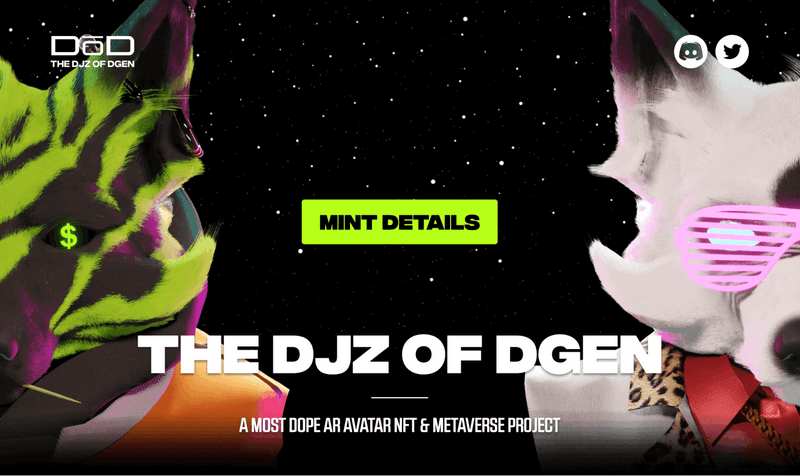 DOD
THE DJZ OF DGEN
$
MINT DETAILS
THE DJZ OF DGEN
A MOST DOPE AR AVATAR NFT & METAVERSE PROJECT